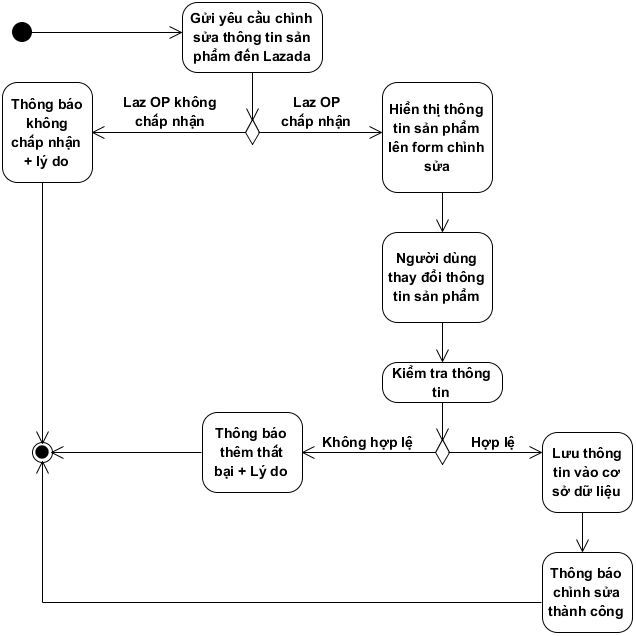 Gửi yêu cầu chỉnh
sửa thông tin sản
phẩm đến Lazada
Thông báo
không
chấp nhận
+ lý do
Laz OP không
chấp nhận
Laz OP
chấp nhận
Hiển thị thông
tin sản phẩm
lên form chỉnh
sửa
Người dùng
thay đổi thông
tin sản phẩm
Kiểm tra thông
tin
Thông báo
thêm thất
bại + Lý do
Không hợp lệ
Hợp lệ
Lưu thông
tin vào cơ
sở dữ liệu
Thông báo
chỉnh sửa
thành công